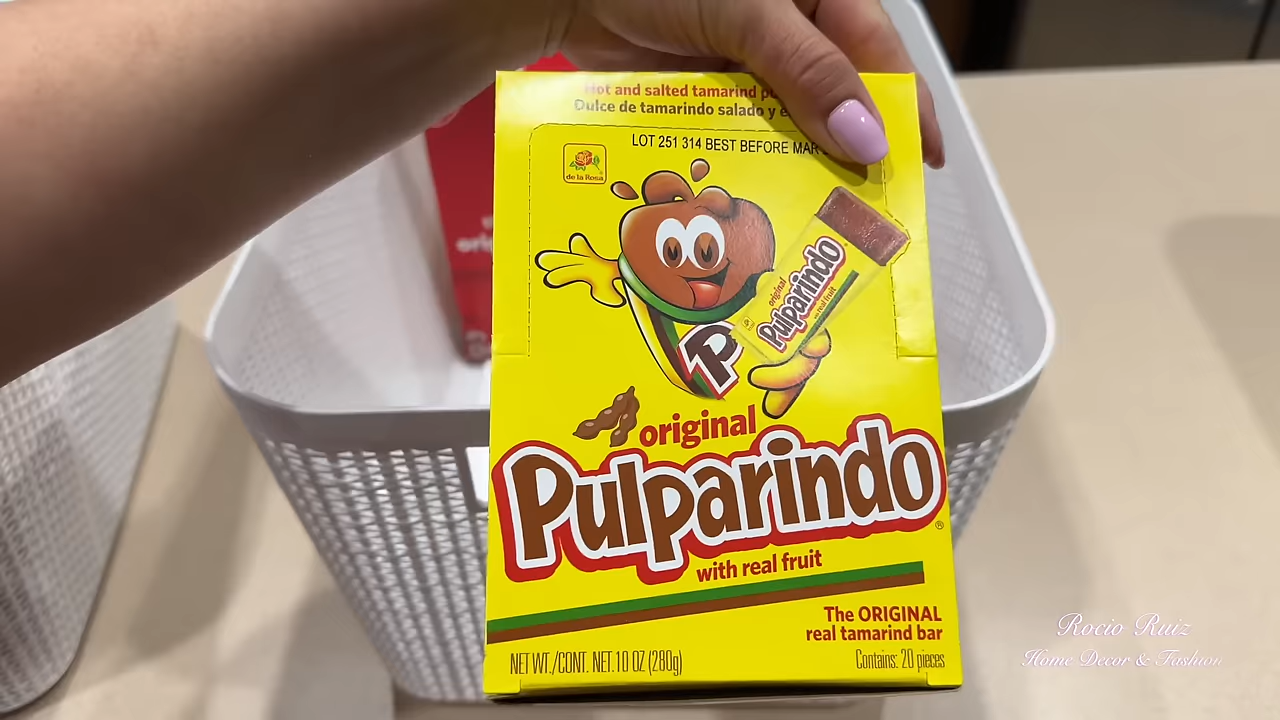 Hot and salted tamarind
Dulce de tamarindo salado y
LOT 251 314 BEST BEFORE MAR
de la Rosa
original
Pulparindo
with real fruit
P
original
Pulparindo®
with real fruit
The ORIGINAL
real tamarind bar
NET WT./CONT. NET. 10 OZ (280g)
Contains: 20 pieces
Rocio Ruiz
Home Decor & Fashion